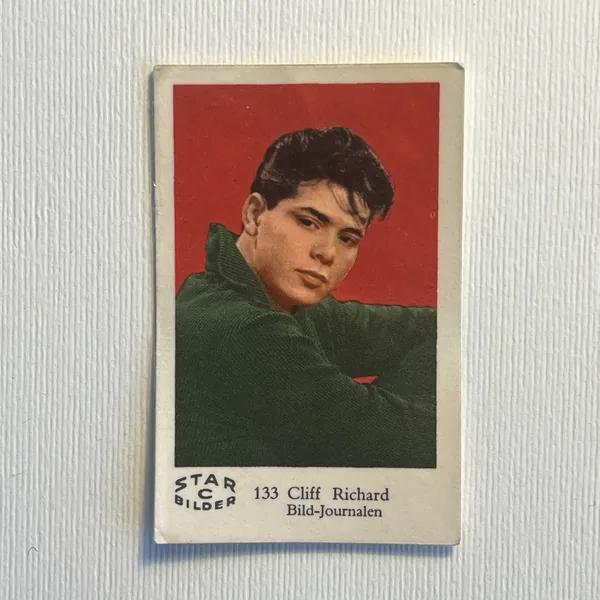 STAR
C
BILDER
133 Cliff Richard
Bild-Journalen